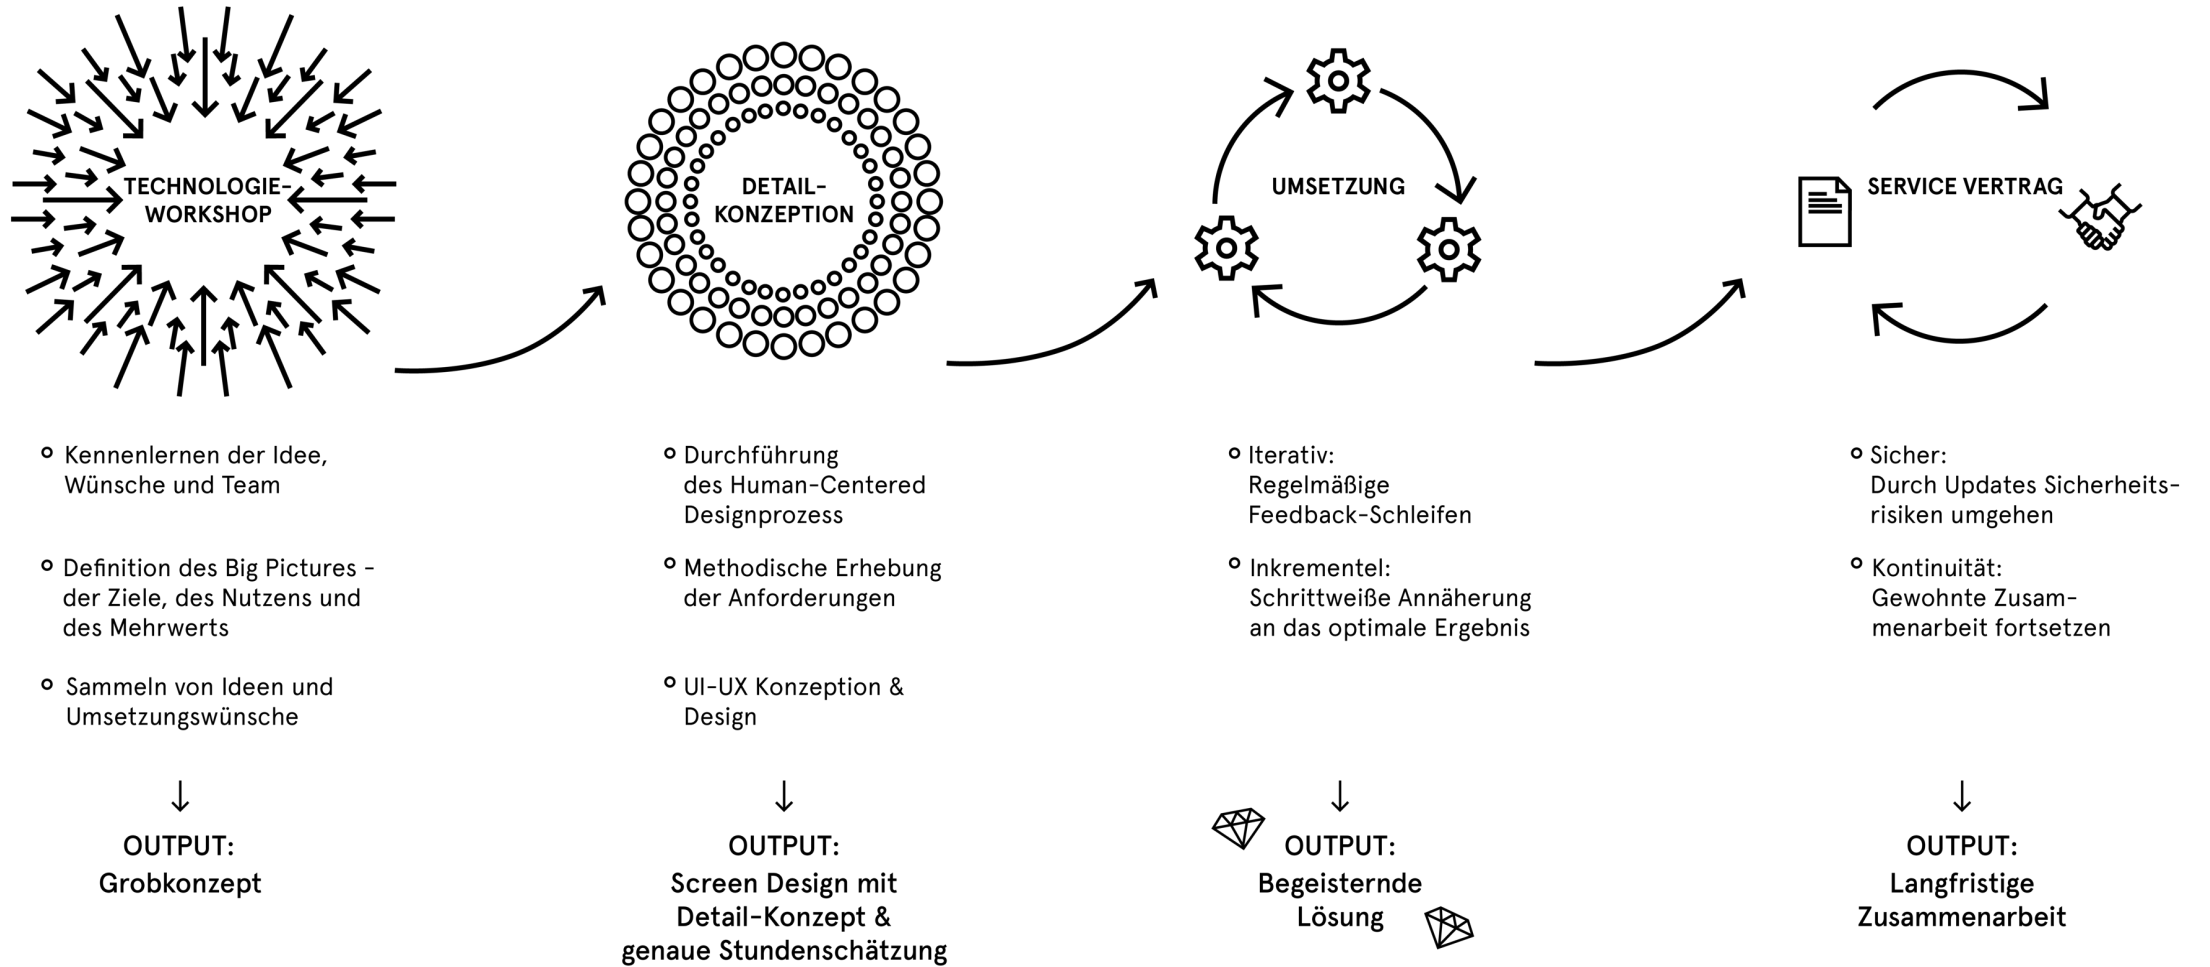 TECHNOLOGIE-
WORKSHOP
Kennenlernen der Idee,
Wünsche und Team
Definition des Big Pictures -
der Ziele, des Nutzens und
des Mehrwerts
Sammeln von Ideen und
Umsetzungswünsche
OUTPUT:
Grobkonzept
DETAIL-
KONZEPTION
Durchführung
des Human-Centered
Designprozess
Methodische Erhebung
der Anforderungen
UI-UX Konzeption &
Design
OUTPUT:
Screen Design mit
Detail-Konzept &
genaue Stundenschätzung
UMSETZUNG
Iterativ:
Regelmäßige
Feedback-Schleifen
Inkrementel:
Schrittweiße Annäherung
an das optimale Ergebnis
OUTPUT:
Begeisternde
Lösung
SERVICE VERTRAG
Sicher:
Durch Updates Sicherheits-
risiken umgehen
Kontinuität:
Gewohnte Zusam-
menarbeit fortsetzen
OUTPUT:
Langfristige
Zusammenarbeit